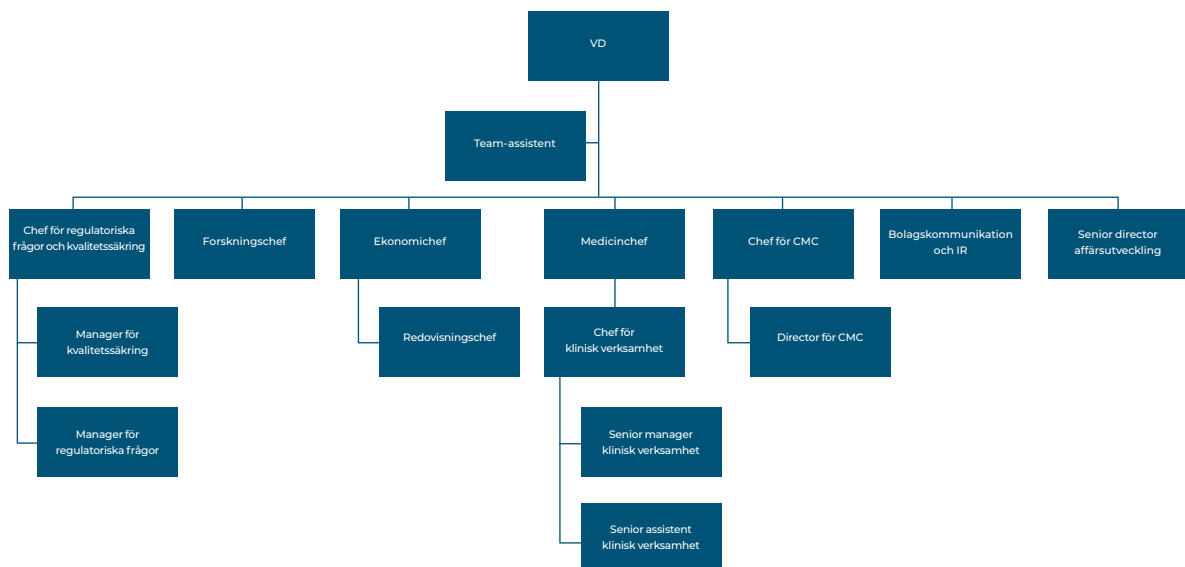 VD
Team-assistent
Chef för regulatoriska
frågor och kvalitetssäkring
Forskningschef
Ekonomichef
Medicinchef
Chef för CMC
Bolagskommunikation
och IR
Senior director
affärsutveckling
Manager för
kvalitetssäkring
Redovisningschef
Chef för
klinisk verksamhet
Director för CMC
Manager för
regulatoriska frågor
Senior manager
klinisk verksamhet
Senior assistent
klinisk verksamhet